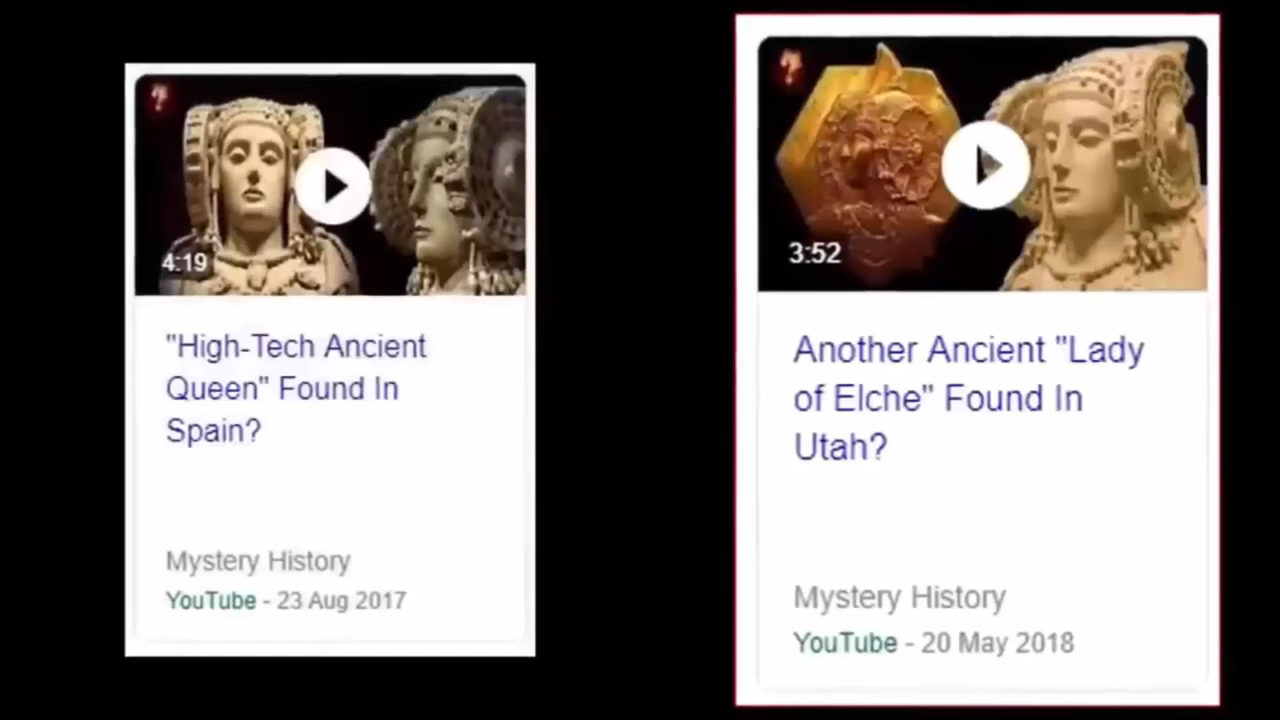 4:19
"High-Tech Ancient
Queen" Found In
Spain?
Mystery History
YouTube - 23 Aug 2017
3:52
Another Ancient "Lady
of Elche" Found In
Utah?
Mystery History
YouTube - 20 May 2018